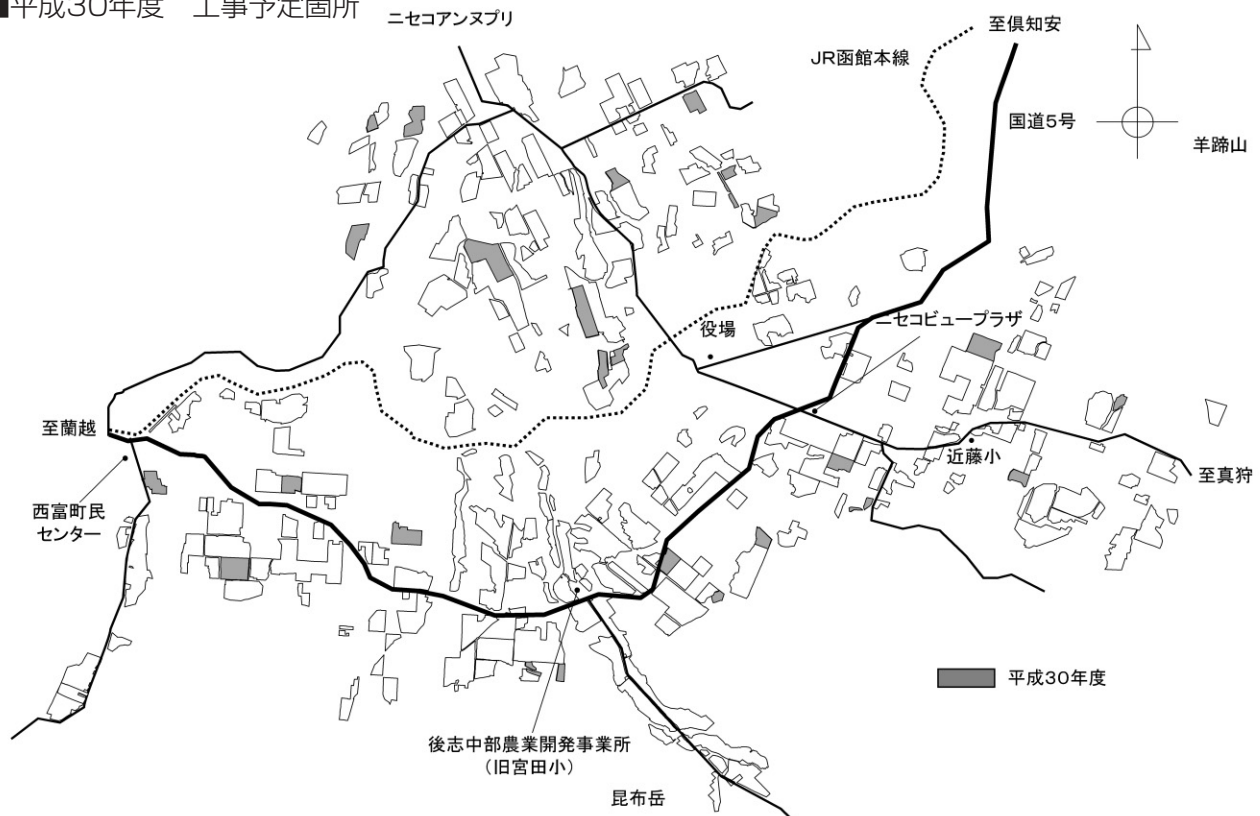 ■平成30年度 工事予定箇所
ニセコアンヌプリ
至倶知安
JR函館本線
国道5号
羊蹄山
役場
ニセコビュープラザ
至蘭越
近藤小
至真狩
西富町民
センター
平成30年度
後志中部農業開発事業所
(旧宮田小)
昆布岳